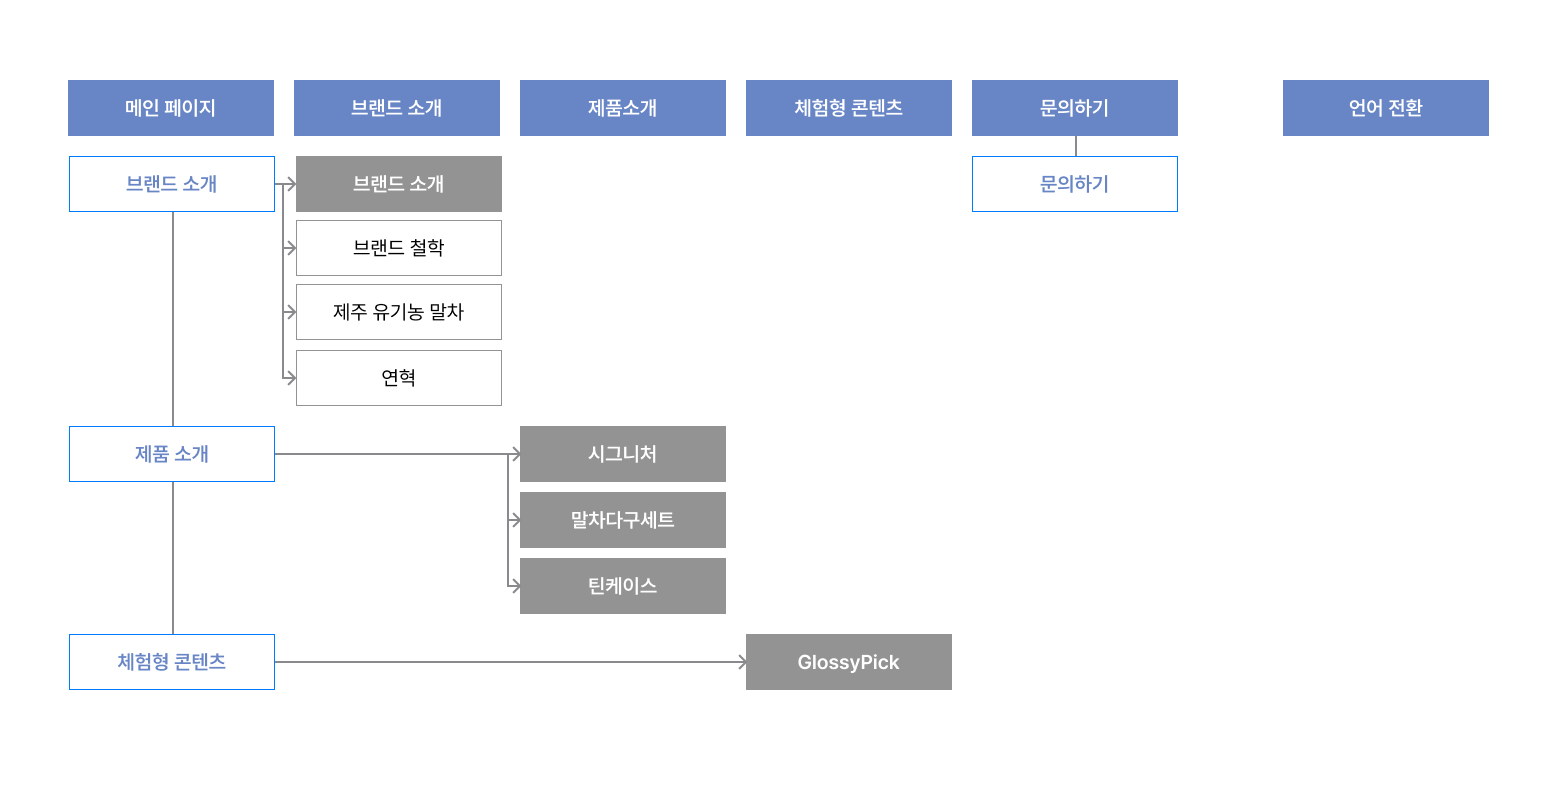 메인 페이지
브랜드 소개
제품소개
체험형 콘텐츠
문의하기
언어 전환
브랜드 소개
브랜드 소개
문의하기
브랜드 철학
제주 유기농 말차
연혁
제품 소개
시그니처
말차다구세트
틴케이스
체험형 콘텐츠
GlossyPick